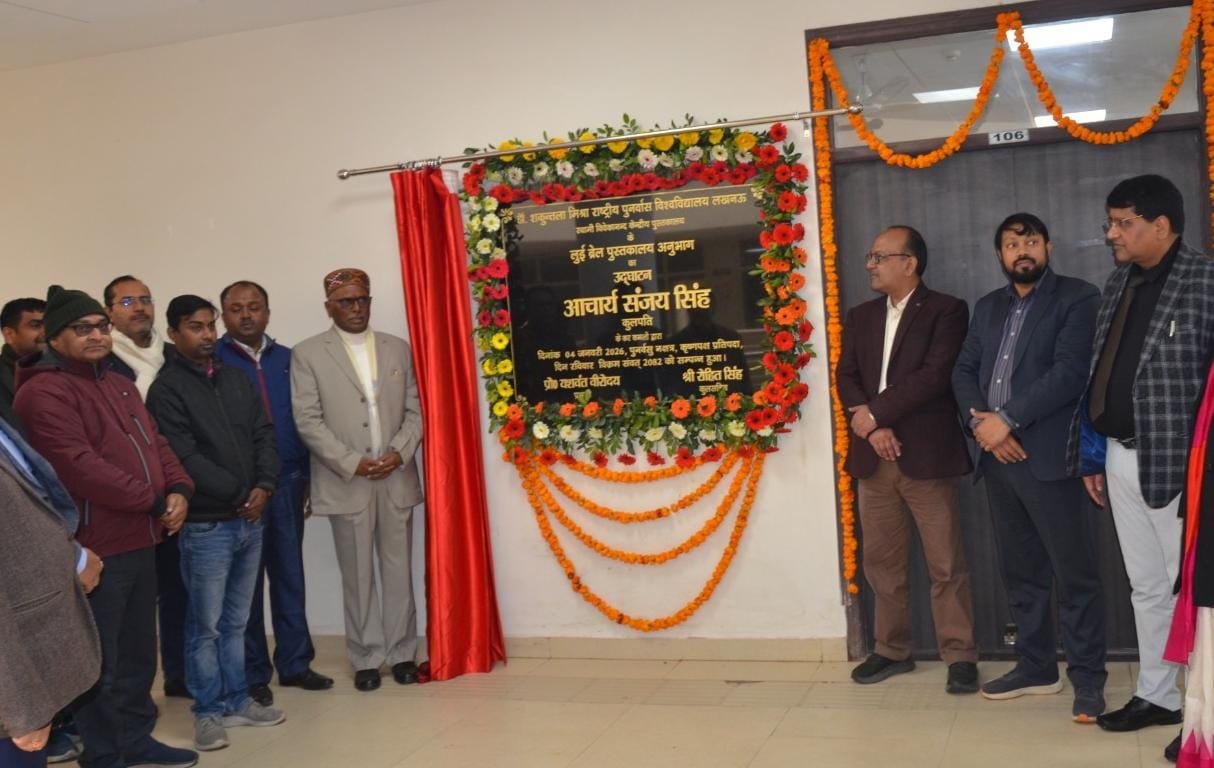 डॉ. शकुन्तला मिश्रा राष्ट्रीय पुनर्वास विश्वविद्यालय लखनऊ
स्वामी विवेकानन्द केन्द्रीय पुस्तकालय
के
लुई ब्रेल पुस्तकालय अनुभाग
का
उद्घाटन
आचार्य संजय सिंह
कुलपति
के कर कमलों द्वारा
दिनांक 04 जनवरी 2026, पुनर्वसु नक्षत्र, कृष्णपक्ष प्रतिपदा,
दिन रविवार विक्रम संवत् 2082 को सम्पन्न हुआ।
प्रो० यशवंत वीरोदय श्री रोहित सिंह
कुलसचिव
106